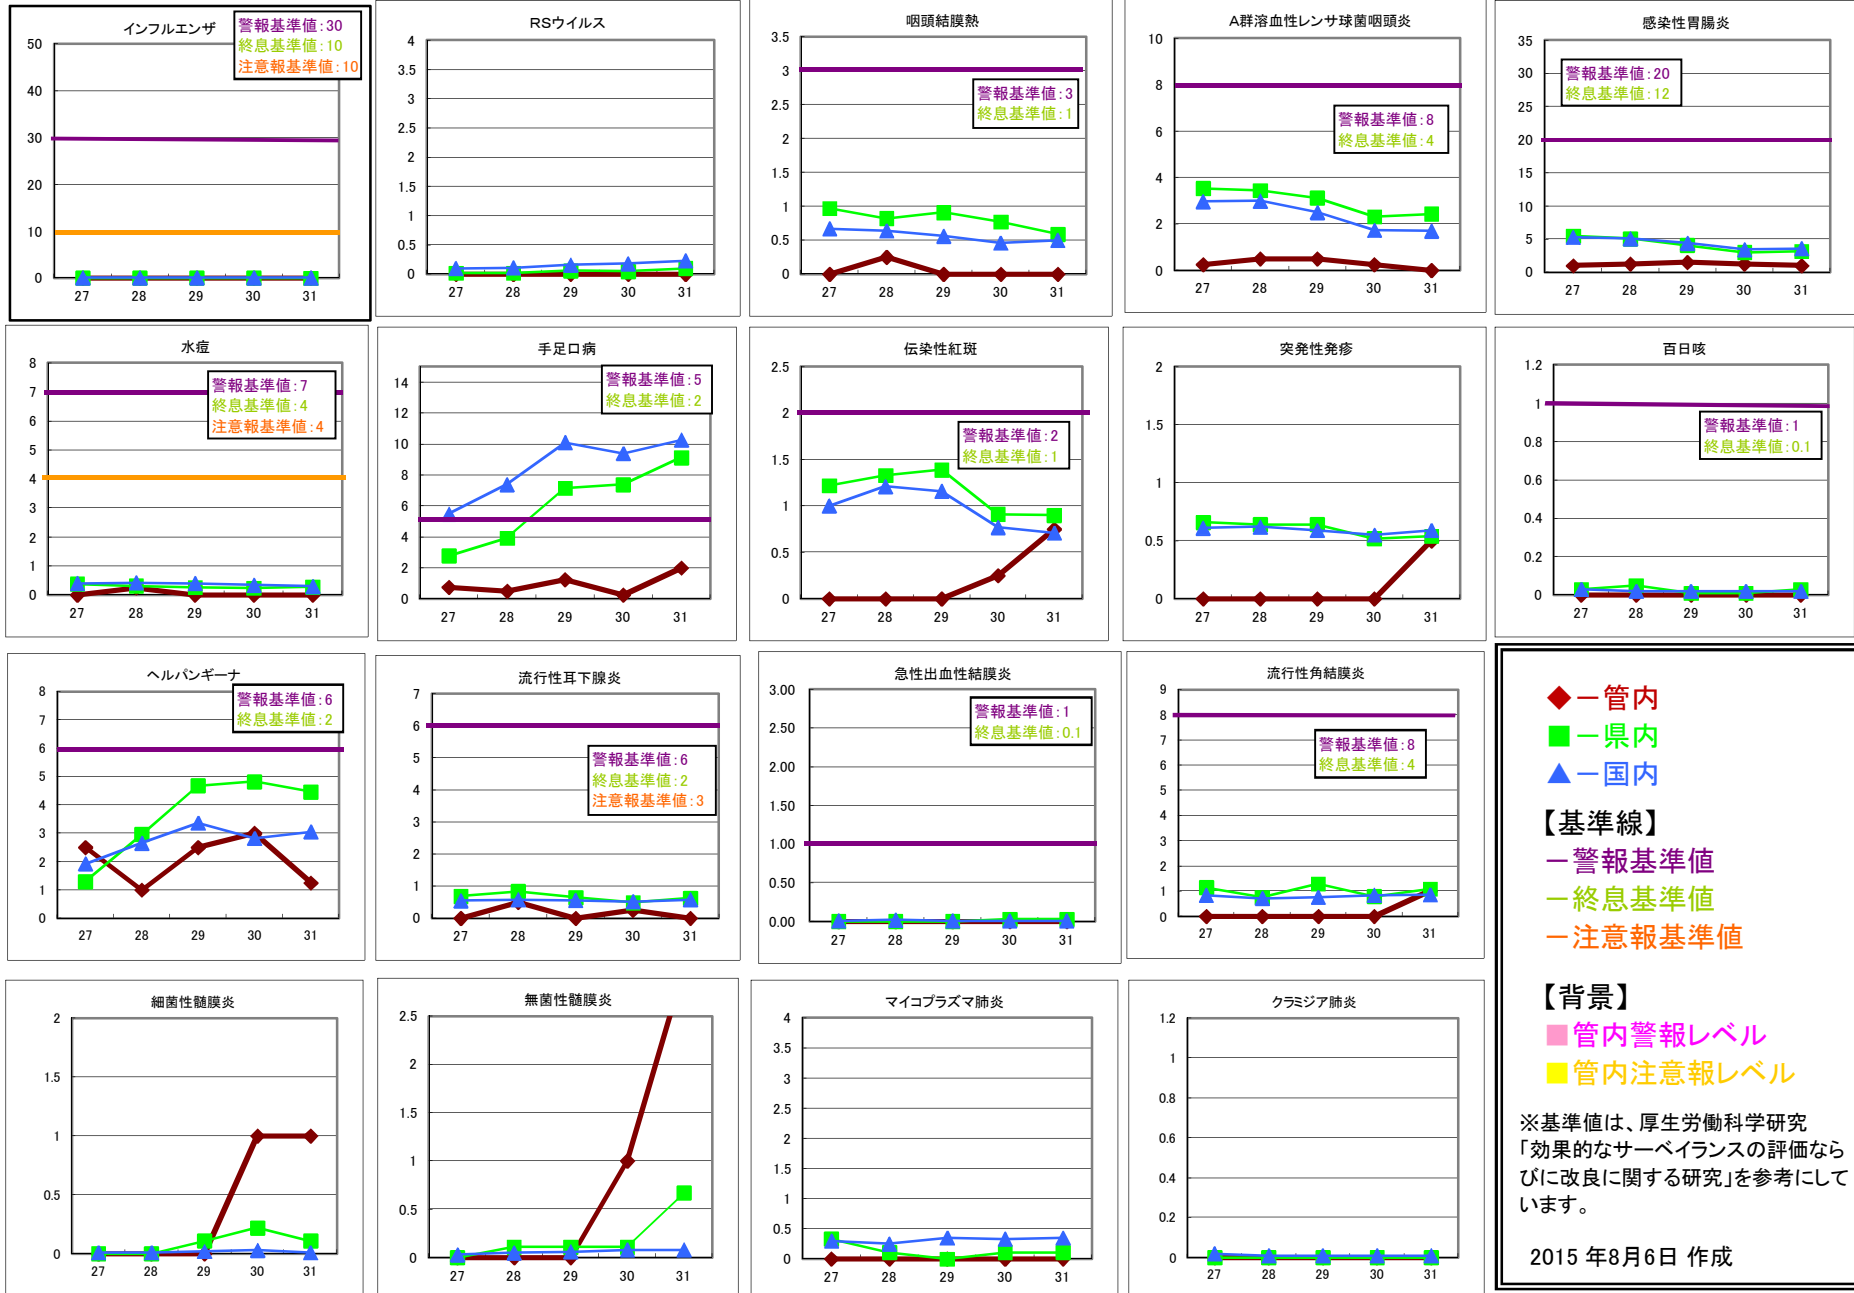 インフルエンザ
警報基準値:30
終息基準値:10
注意報基準値:10
50
40
30
20
10
0
27 28 29 30 31
RSウイルス
4
3.5
3
2.5
2
1.5
1
0.5
0
27 28 29 30 31
咽頭結膜熱
警報基準値:3
終息基準値:1
3.5
3
2.5
2
1.5
1
0.5
0
27 28 29 30 31
A群溶血性レンサ球菌咽頭炎
警報基準値:8
終息基準値:4
10
8
6
4
2
0
27 28 29 30 31
感染性胃腸炎
警報基準値:20
終息基準値:12
35
30
25
20
15
10
5
0
27 28 29 30 31
水痘
警報基準値:7
終息基準値:4
注意報基準値:4
8
7
6
5
4
3
2
1
0
27 28 29 30 31
手足口病
警報基準値:5
終息基準値:2
14
12
10
8
6
4
2
0
27 28 29 30 31
伝染性紅斑
警報基準値:2
終息基準値:1
2.5
2
1.5
1
0.5
0
27 28 29 30 31
突発性発疹
2
1.5
1
0.5
0
27 28 29 30 31
百日咳
警報基準値:1
終息基準値:0.1
1.2
1
0.8
0.6
0.4
0.2
0
27 28 29 30 31
ヘルパンギーナ
警報基準値:6
終息基準値:2
8
7
6
5
4
3
2
1
0
27 28 29 30 31
流行性耳下腺炎
警報基準値:6
終息基準値:2
注意報基準値:3
7
6
5
4
3
2
1
0
27 28 29 30 31
急性出血性結膜炎
警報基準値:1
終息基準値:0.1
3.00
2.50
2.00
1.50
1.00
0.50
0.00
27 28 29 30 31
流行性角結膜炎
警報基準値:8
終息基準値:4
9
8
7
6
5
4
3
2
1
0
27 28 29 30 31
細菌性髄膜炎
2
1.5
1
0.5
0
27 28 29 30 31
無菌性髄膜炎
2.5
2
1.5
1
0.5
0
27 28 29 30 31
マイコプラズマ肺炎
4
3.5
3
2.5
2
1.5
1
0.5
0
27 28 29 30 31
クラミジア肺炎
1.2
1
0.8
0.6
0.4
0.2
0
27 28 29 30 31
◆－管内
■－県内
▲－国内
【基準線】
－警報基準値
－終息基準値
－注意報基準値
【背景】
■管内警報レベル
■管内注意報レベル
※基準値は、厚生労働科学研究
「効果的なサーベイランスの評価なら
びに改良に関する研究」を参考にして
います。
2015 年8月6日 作成